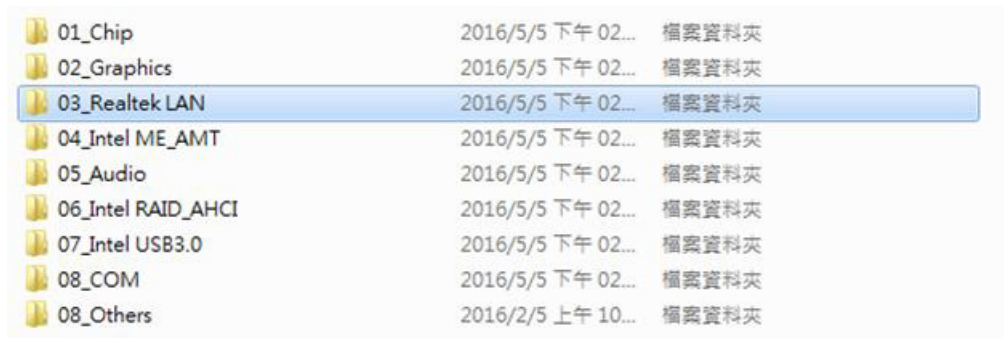 01_Chip 2016/5/5 下午 02... 檔案資料夾
02_Graphics 2016/5/5 下午 02... 檔案資料夾
03_Realtek LAN 2016/5/5 下午 02... 檔案資料夾
04_Intel ME_AMT 2016/5/5 下午 02... 檔案資料夾
05_Audio 2016/5/5 下午 02... 檔案資料夾
06_Intel RAID_AHCI 2016/5/5 下午 02... 檔案資料夾
07_Intel USB3.0 2016/5/5 下午 02... 檔案資料夾
08_COM 2016/5/5 下午 02... 檔案資料夾
08_Others 2016/2/5 上午 10... 檔案資料夾